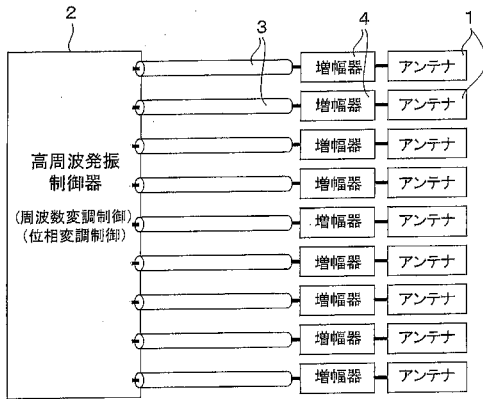 2
3
4
1
増幅器 アンテナ
増幅器 アンテナ
増幅器 アンテナ
高周波発振
制御器
増幅器 アンテナ
(周波数変調制御)
(位相変調制御)
増幅器 アンテナ
増幅器 アンテナ
増幅器 アンテナ
増幅器 アンテナ
増幅器 アンテナ